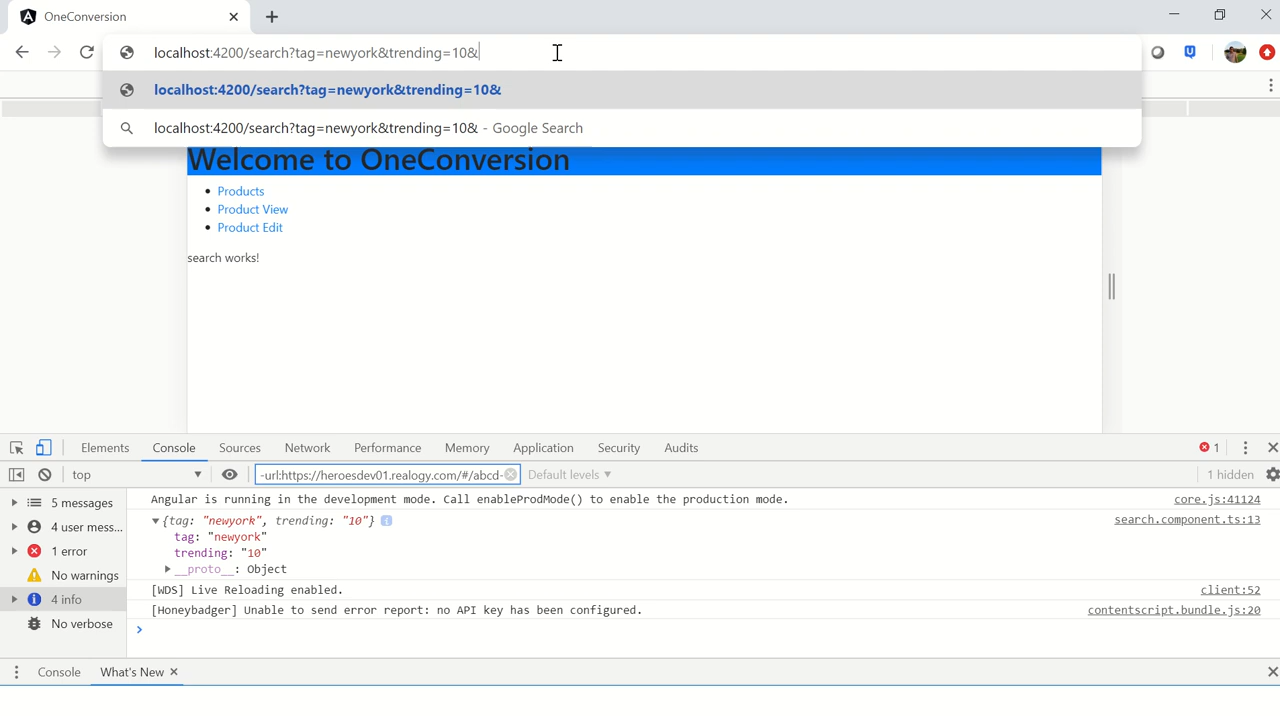 OneConversion
localhost:4200/search?tag=newyork&trending=10&
localhost:4200/search?tag=newyork&trending=10&
localhost:4200/search?tag=newyork&trending=10& - Google Search
Welcome to OneConversion
Products
Product View
Product Edit
search works!
Elements Console Sources Network Performance Memory Application Security Audits 1
top -url:https://heroesdev01.realogy.com/#/abcd- Default levels 1 hidden
5 messages
4 user mess...
1 error
No warnings
4 info
No verbose
Angular is running in the development mode. Call enableProdMode() to enable the production mode. core.js:41124
{tag: "newyork", trending: "10"} search.component.ts:13
tag: "newyork"
trending: "10"
__proto__: Object
[WDS] Live Reloading enabled. client:52
[Honeybadger] Unable to send error report: no API key has been configured. contentscript.bundle.js:20
Console What's New